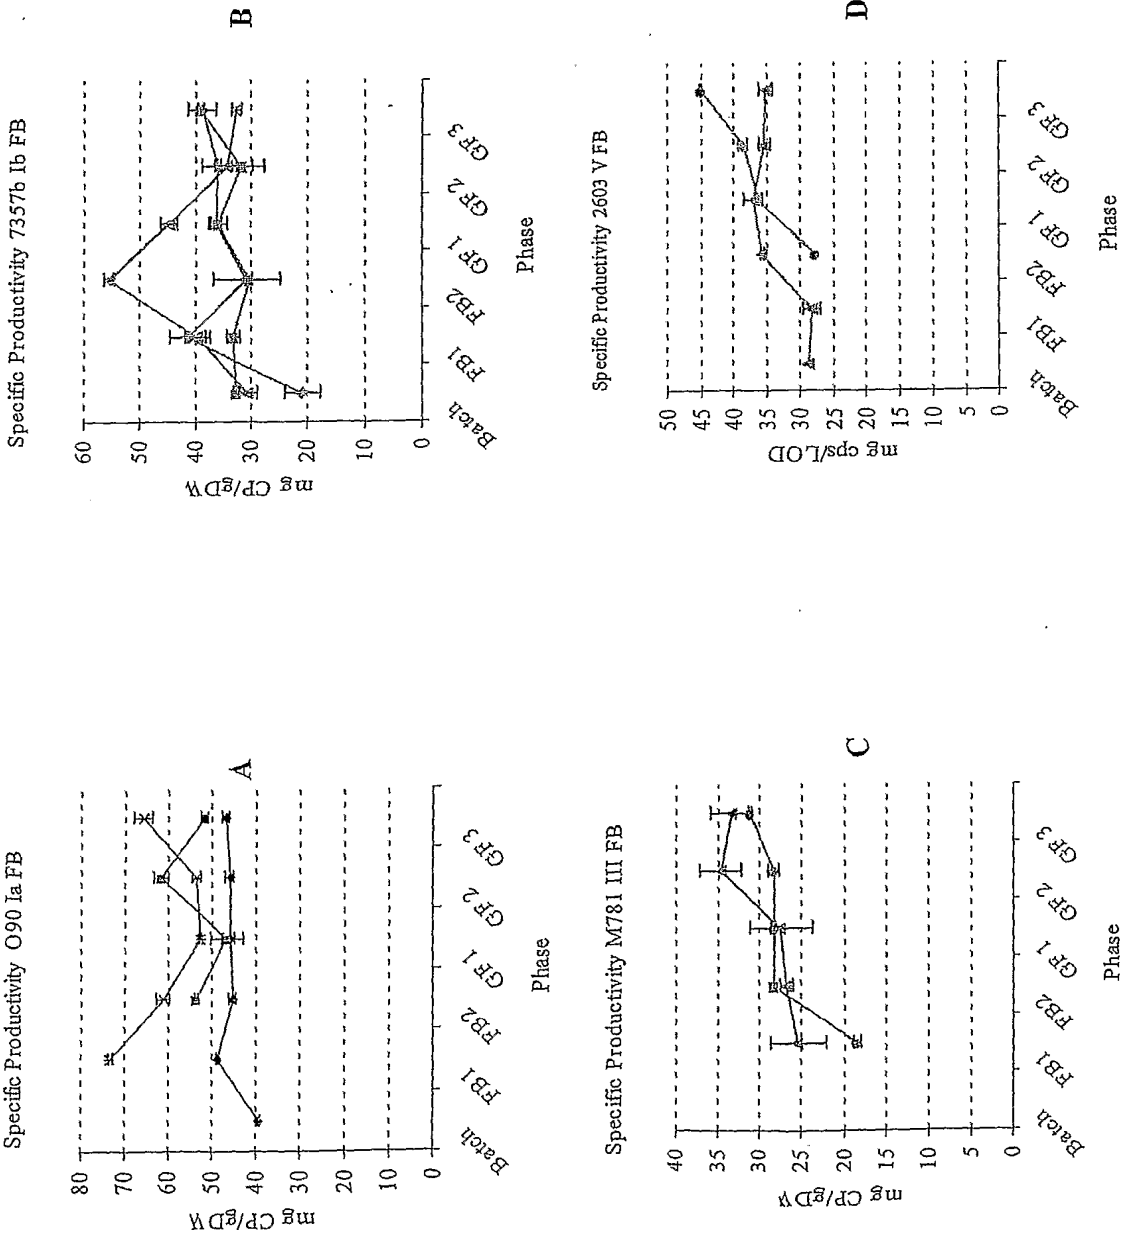 Specific Productivity O90 Ia FB
mg CP/gDW
80
70
60
50
40
30
20
10
0
Batch
FB1
FB2
GF 1
GF 2
GF 3
Phase
A
Specific Productivity 7357b Ib FB
mg CP/gDW
60
50
40
30
20
10
0
Batch
FB1
FB2
GF 1
GF 2
GF 3
Phase
B
Specific Productivity M781 III FB
mg CP/gDW
40
35
30
25
20
15
10
5
0
Batch
FB1
FB2
GF 1
GF 2
GF 3
Phase
C
Specific Productivity 2603 V FB
mg cps/LOD
50
45
40
35
30
25
20
15
10
5
0
Batch
FB1
FB2
GF 1
GF 2
GF 3
Phase
D